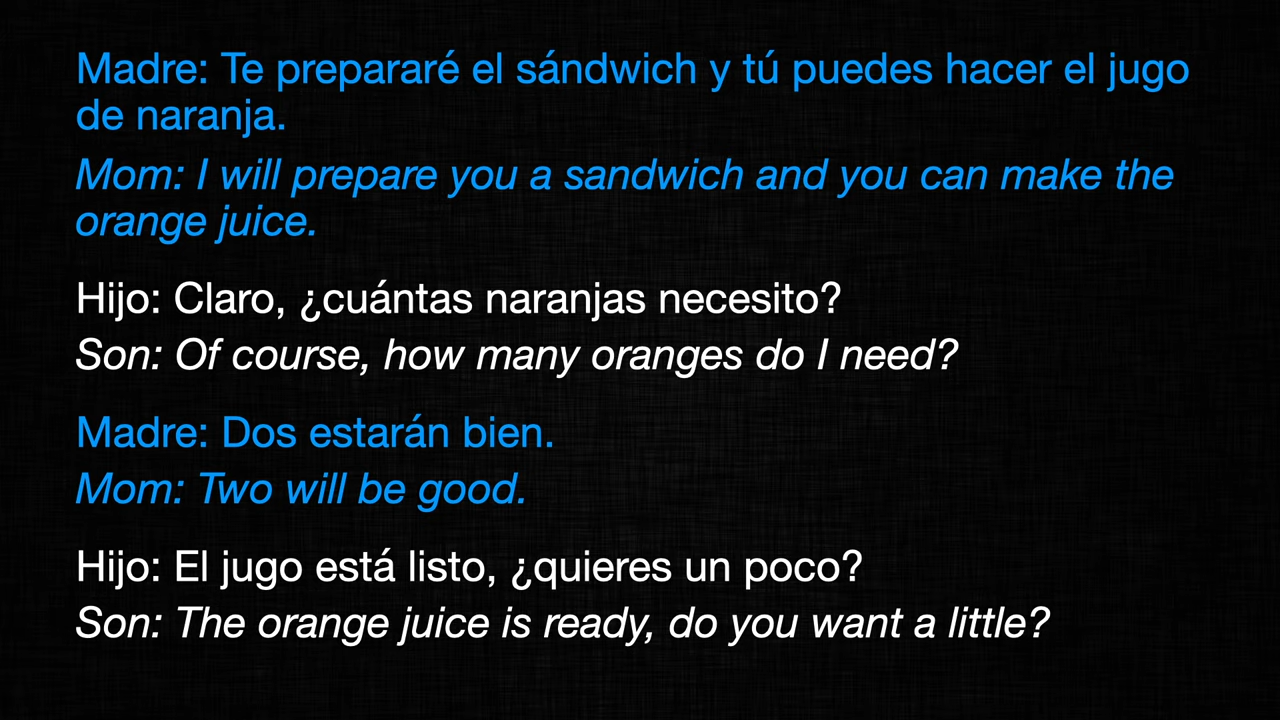 Madre: Te prepararé el sándwich y tú puedes hacer el jugo
de naranja.
Mom: I will prepare you a sandwich and you can make the
orange juice.
Hijo: Claro, ¿cuántas naranjas necesito?
Son: Of course, how many oranges do I need?
Madre: Dos estarán bien.
Mom: Two will be good.
Hijo: El jugo está listo, ¿quieres un poco?
Son: The orange juice is ready, do you want a little?